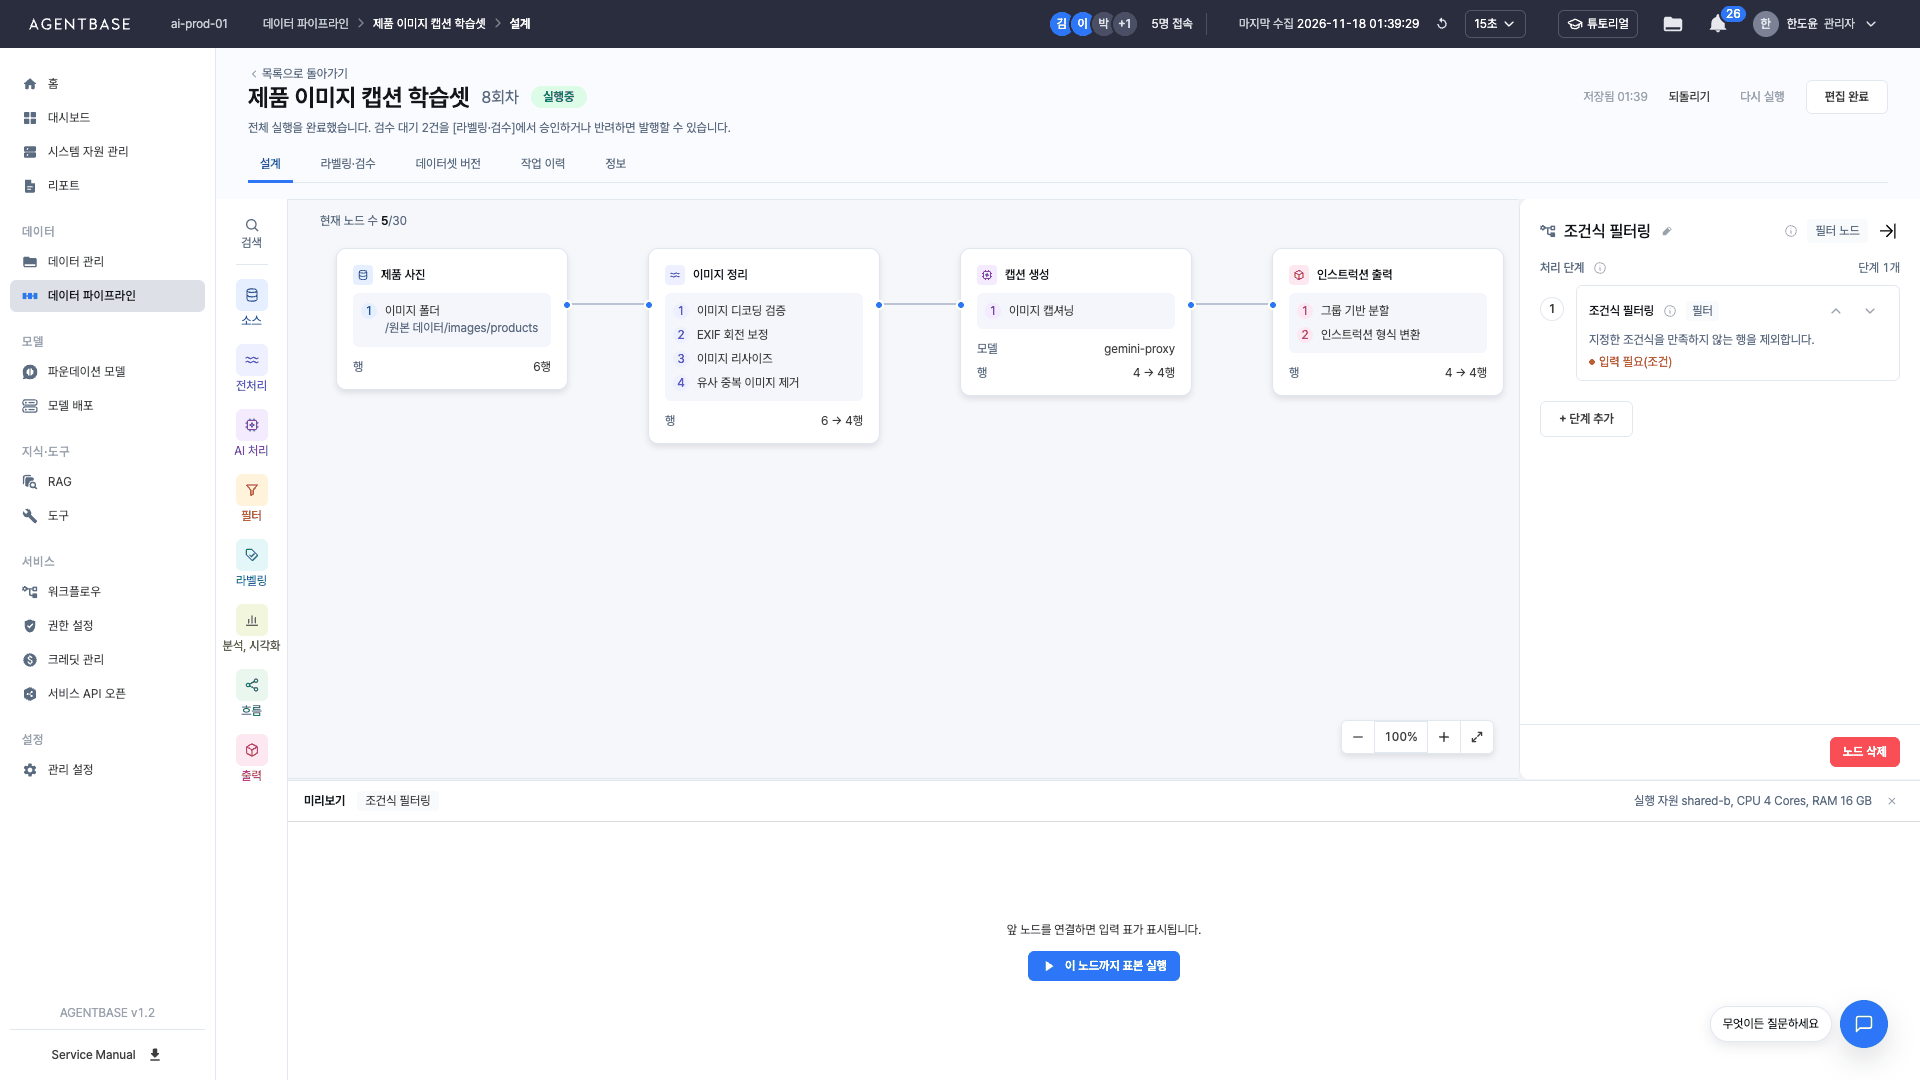 AGENTBASE
ai-prod-01
데이터 파이프라인 > 제품 이미지 캡션 학습셋 > 설계
김 이 박 +1 5명 접속
마지막 수집 2026-11-18 01:39:29
15초
튜토리얼
26
한 한도윤 관리자
홈
대시보드
시스템 자원 관리
리포트
데이터
데이터 관리
데이터 파이프라인
모델
파운데이션 모델
모델 배포
지식·도구
RAG
도구
서비스
워크플로우
권한 설정
크레딧 관리
서비스 API 오픈
설정
관리 설정
AGENTBASE v1.2
Service Manual
목록으로 돌아가기
제품 이미지 캡션 학습셋 8회차 실행중
전체 실행을 완료했습니다. 검수 대기 2건을 [라벨링·검수]에서 승인하거나 반려하면 발행할 수 있습니다.
저장됨 01:39 되돌리기 다시 실행 편집 완료
설계 라벨링·검수 데이터셋 버전 작업 이력 정보
검색
소스
전처리
AI 처리
필터
라벨링
분석, 시각화
흐름
출력
현재 노드 수 5/30
제품 사진
1 이미지 폴더
/원본 데이터/images/products
행 6행
이미지 정리
1 이미지 디코딩 검증
2 EXIF 회전 보정
3 이미지 리사이즈
4 유사 중복 이미지 제거
행 6 → 4행
캡션 생성
1 이미지 캡셔닝
모델 gemini-proxy
행 4 → 4행
인스트럭션 출력
1 그룹 기반 분할
2 인스트럭션 형식 변환
행 4 → 4행
100%
조건식 필터링 필터 노드
처리 단계 단계 1개
1 조건식 필터링 필터
지정한 조건식을 만족하지 않는 행을 제외합니다.
입력 필요(조건)
+ 단계 추가
노드 삭제
미리보기 조건식 필터링
실행 자원 shared-b, CPU 4 Cores, RAM 16 GB
앞 노드를 연결하면 입력 표가 표시됩니다.
이 노드까지 표본 실행
무엇이든 질문하세요